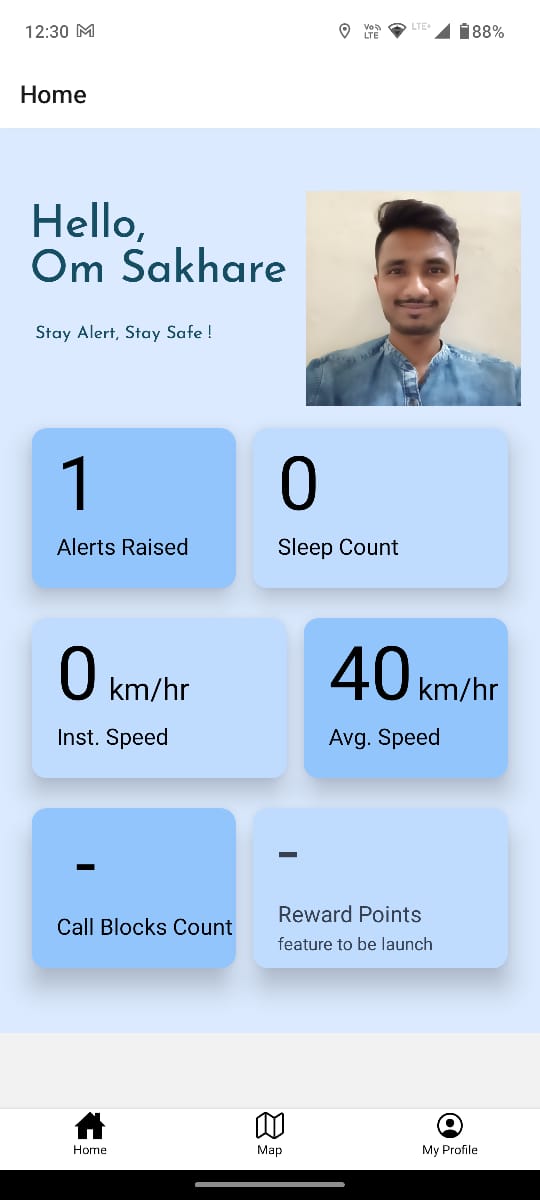 12:30 VoD LTE LTE+ 88%
Home
Hello,
Om Sakhare
Stay Alert, Stay Safe !
1 0
Alerts Raised Sleep Count
0 km/hr 40 km/hr
Inst. Speed Avg. Speed
- -
Call Blocks Count Reward Points
feature to be launch
Home Map My Profile